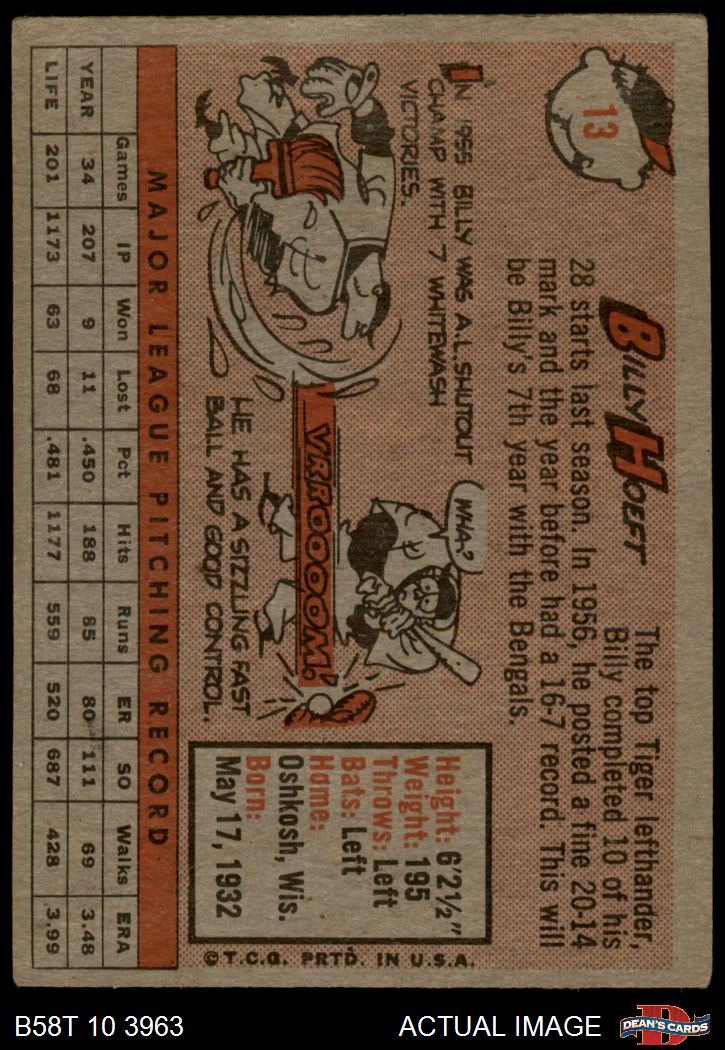 13
BILLY HOEFT
The top Tiger lefthander,
Billy completed 10 of his
28 starts last season. In 1956, he posted a fine 20-14
mark and the year before had a 16-7 record. This will
be Billy's 7th year with the Bengals.
IN 1955 BILLY WAS A.L. SHUTOUT
CHAMP WITH 7 WHITEWASH
VICTORIES.
WHA?
VRROOOOM!
HE HAS A SIZZLING FAST
BALL AND GOOD CONTROL.
Height: 6'2½"
Weight: 195
Throws: Left
Bats: Left
Home:
Oshkosh, Wis.
Born:
May 17, 1932
©T.C.G. PRTD. IN U.S.A.
MAJOR LEAGUE PITCHING RECORD
Games IP Won Lost Pct Hits Runs ER SO Walks ERA
YEAR 34 207 9 11 .450 188 85 80 111 69 3.48
LIFE 201 1173 63 68 .481 1177 559 520 687 428 3.99
B58T 10 3963
ACTUAL IMAGE
D
DEAN'S CARDS